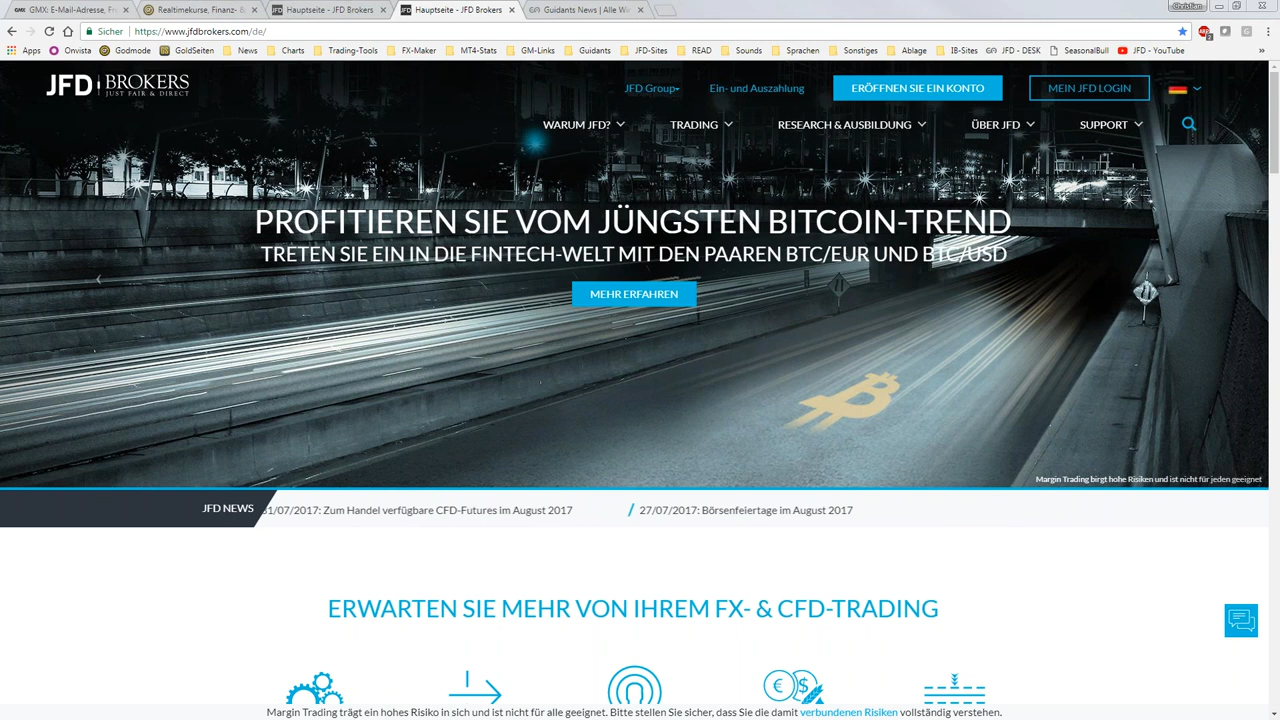 GMX: E-Mail-Adresse, Fr
Realtimekurse, Finanz- &
Hauptseite - JFD Brokers
Hauptseite - JFD Brokers
Guidants News | Alle Wi
Christian
Sicher
https://www.jfdbrokers.com/de/
Apps
Onvista
Godmode
GoldSeiten
News
Charts
Trading-Tools
FX-Maker
MT4-Stats
GM-Links
Guidants
JFD-Sites
READ
Sounds
Sprachen
Sonstiges
Ablage
IB-Sites
JFD - DESK
SeasonalBull
JFD - YouTube
JFD BROKERS
JUST FAIR & DIRECT
JFD Group
Ein- und Auszahlung
ERÖFFNEN SIE EIN KONTO
MEIN JFD LOGIN
WARUM JFD?
TRADING
RESEARCH & AUSBILDUNG
ÜBER JFD
SUPPORT
PROFITIEREN SIE VOM JÜNGSTEN BITCOIN-TREND
TRETEN SIE EIN IN DIE FINTECH-WELT MIT DEN PAAREN BTC/EUR UND BTC/USD
MEHR ERFAHREN
Margin Trading birgt hohe Risiken und ist nicht für jeden geeignet
JFD NEWS
31/07/2017: Zum Handel verfügbare CFD-Futures im August 2017
/ 27/07/2017: Börsenfeiertage im August 2017
ERWARTEN SIE MEHR VON IHREM FX- & CFD-TRADING
Margin Trading trägt ein hohes Risiko in sich und ist nicht für alle geeignet. Bitte stellen Sie sicher, dass Sie die damit verbundenen Risiken vollständig verstehen.